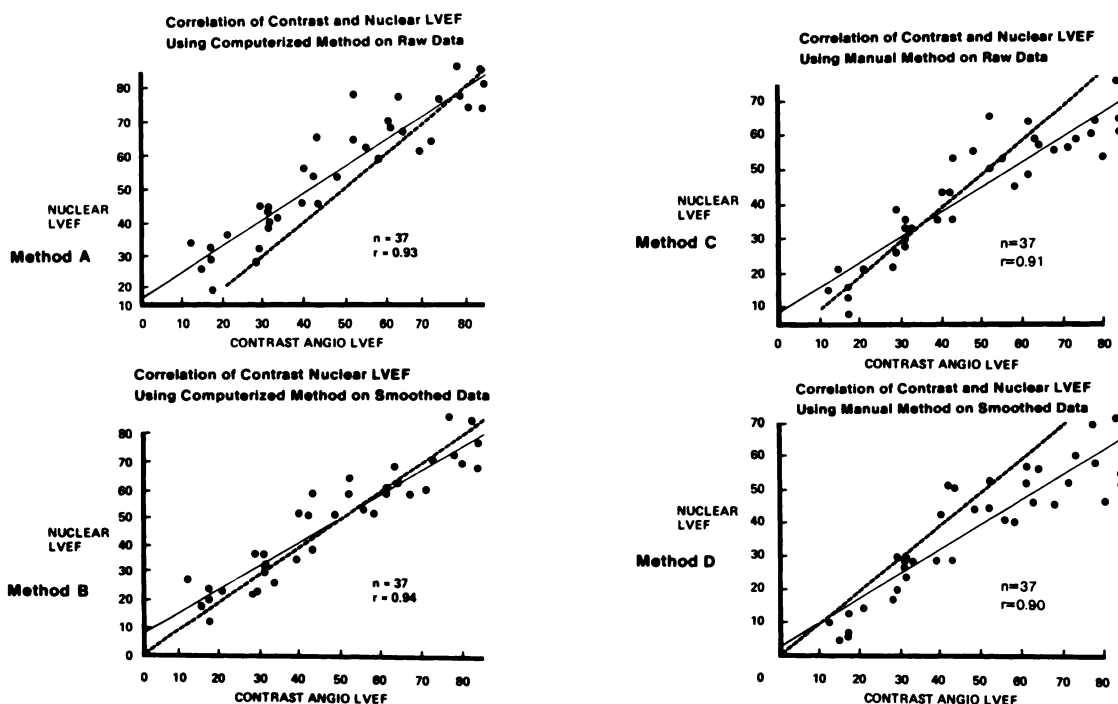 Correlation of Contrast and Nuclear LVEF
Using Computerized Method on Raw Data
80
70
60
50
40
30
20
10
NUCLEAR
LVEF
Method A
n = 37
r = 0.93
0 10 20 30 40 50 60 70 80
CONTRAST ANGIO LVEF
Correlation of Contrast Nuclear LVEF
Using Computerized Method on Smoothed Data
80
70
60
50
40
30
20
10
0
NUCLEAR
LVEF
Method B
n = 37
r = 0.94
0 10 20 30 40 50 60 70 80
CONTRAST ANGIO LVEF
Correlation of Contrast and Nuclear LVEF
Using Manual Method on Raw Data
70
60
50
40
30
20
10
NUCLEAR
LVEF
Method C
n=37
r=0.91
0 10 20 30 40 50 60 70 80
CONTRAST ANGIO LVEF
Correlation of Contrast and Nuclear LVEF
Using Manual Method on Smoothed Data
70
60
50
40
30
20
10
0
NUCLEAR
LVEF
Method D
n=37
r=0.90
0 10 20 30 40 50 60 70 80
CONTRAST ANGIO LVEF